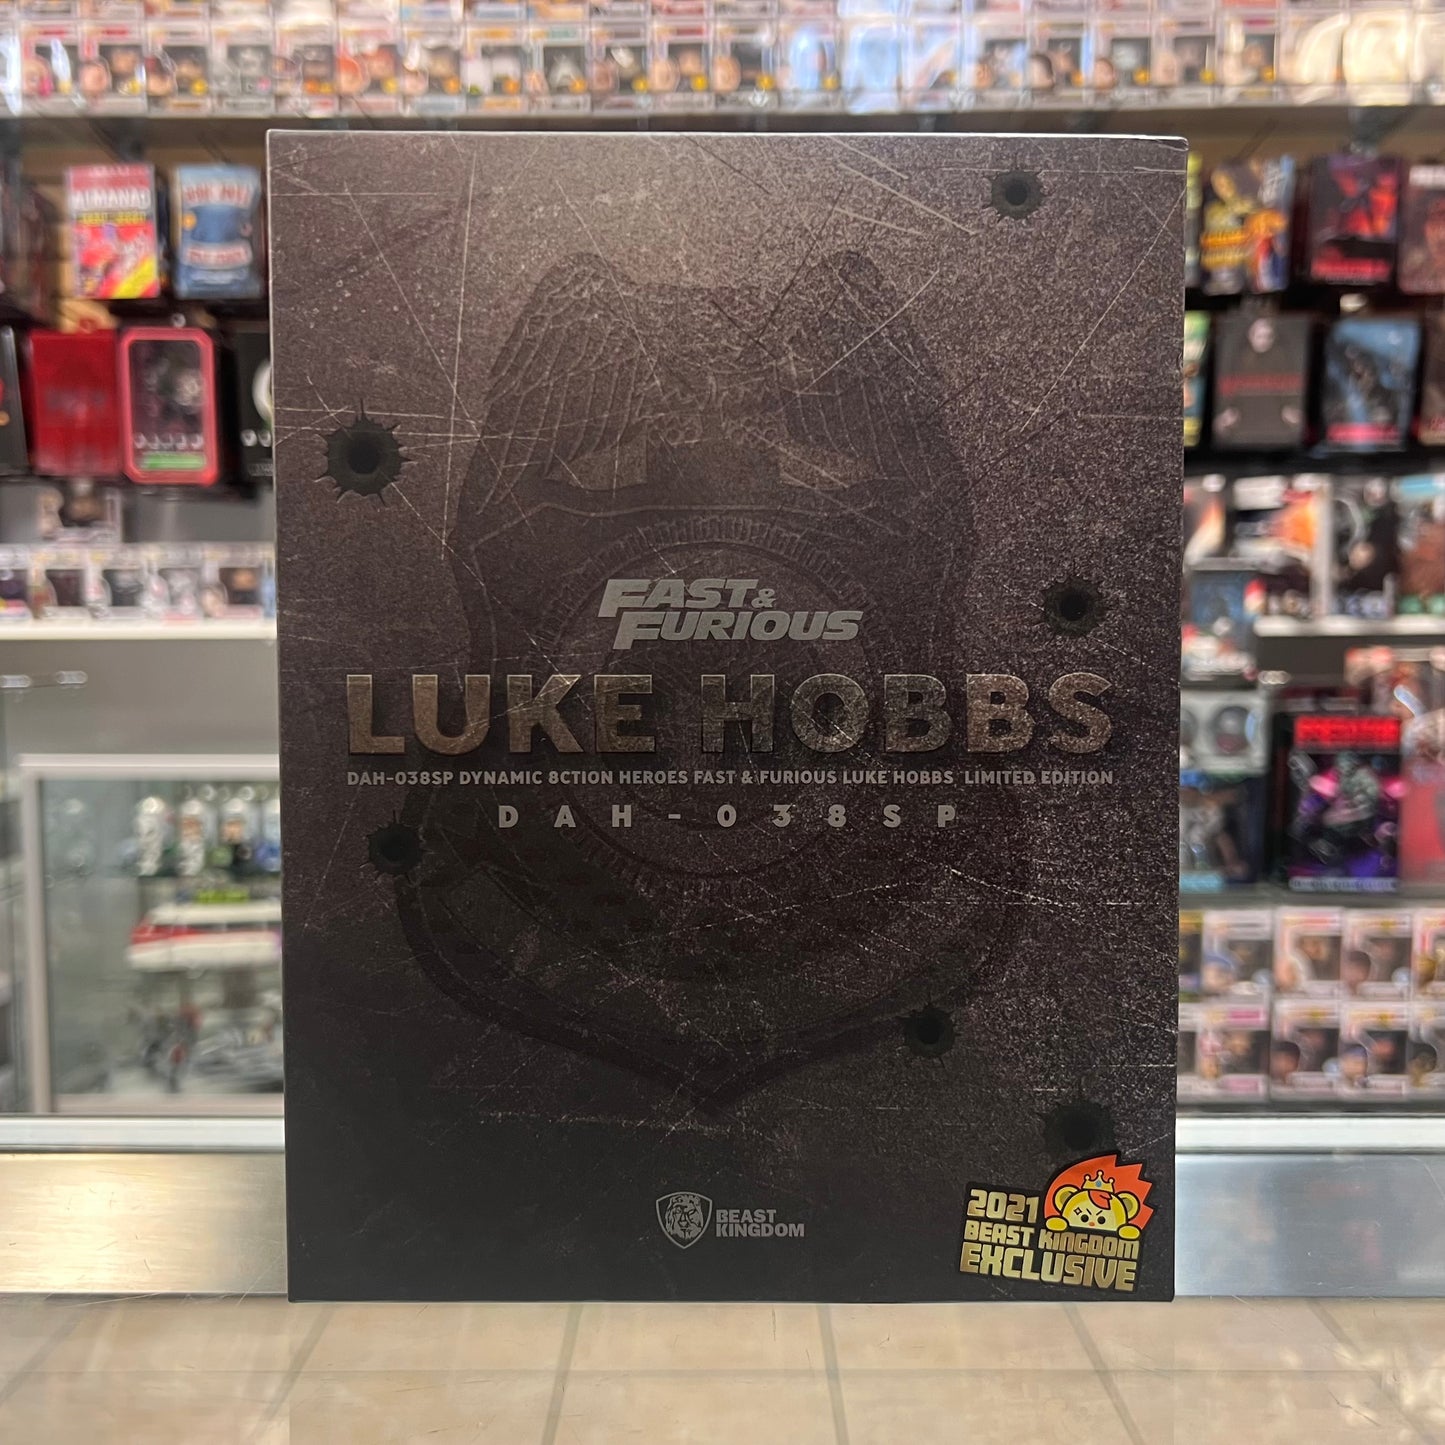 ALMANAC
FAST &
FURIOUS
LUKE HOBBS
DAH-038SP DYNAMIC 8CTION HEROES FAST & FURIOUS LUKE HOBBS LIMITED EDITION
DAH-038SP
BEAST
KINGDOM
2021
BEAST KINGDOM
EXCLUSIVE